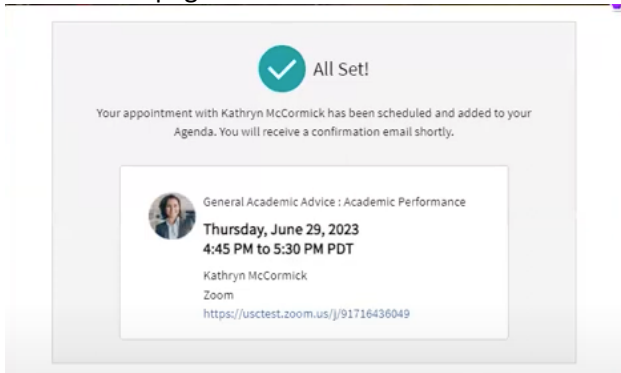 All Set!
Your appointment with Kathryn McCormick has been scheduled and added to your
Agenda. You will receive a confirmation email shortly.
General Academic Advice : Academic Performance
Thursday, June 29, 2023
4:45 PM to 5:30 PM PDT
Kathryn McCormick
Zoom
https://usctest.zoom.us/j/91716436049